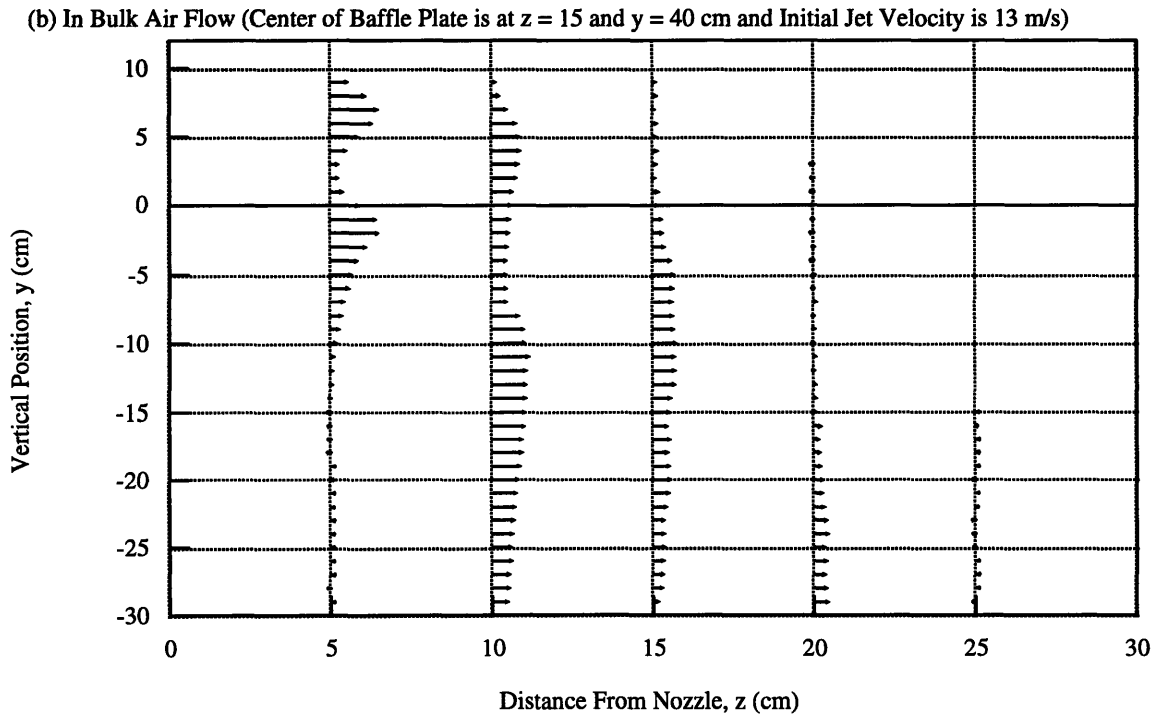 (b) In Bulk Air Flow (Center of Baffle Plate is at z = 15 and y = 40 cm and Initial Jet Velocity is 13 m/s)
10
5
0
-5
-10
-15
-20
-25
-30
Vertical Position, y (cm)
0 5 10 15 20 25 30
Distance From Nozzle, z (cm)